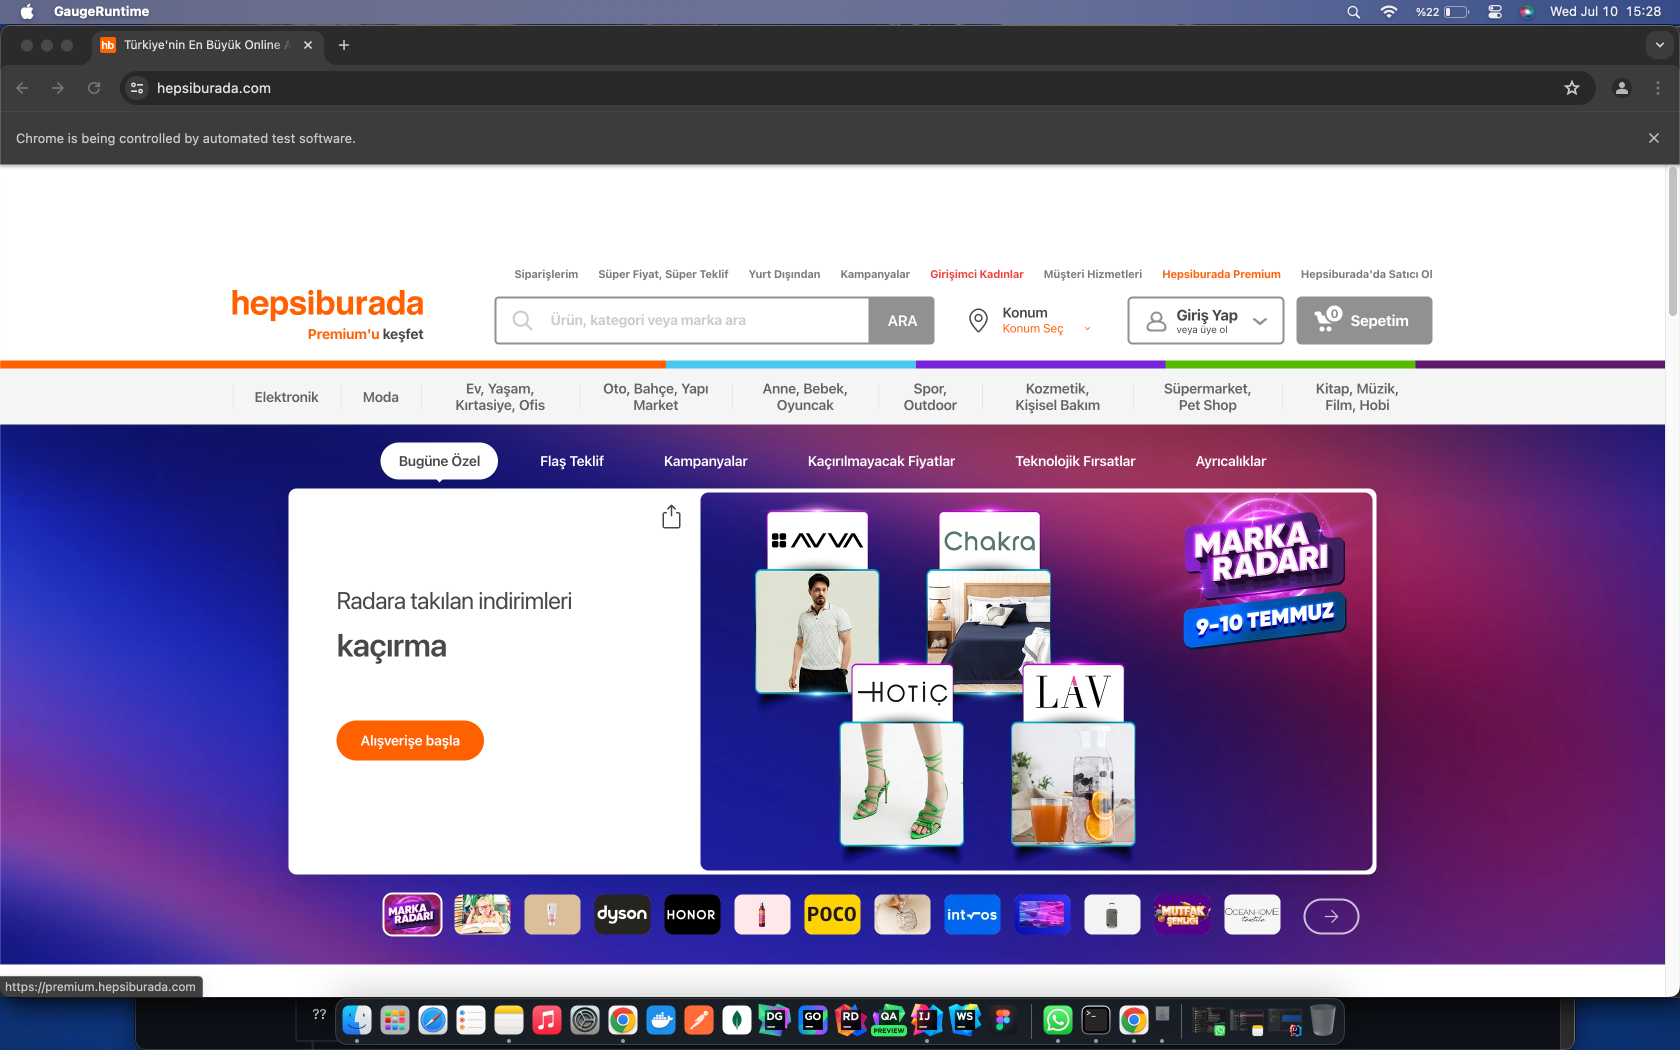 GaugeRuntime
%22
Wed Jul 10 15:28
hb
Türkiye'nin En Büyük Online A
hepsiburada.com
Chrome is being controlled by automated test software.
Siparişlerim
Süper Fiyat, Süper Teklif
Yurt Dışından
Kampanyalar
Girişimci Kadınlar
Müşteri Hizmetleri
Hepsiburada Premium
Hepsiburada'da Satıcı Ol
hepsiburada
Premium'u keşfet
Ürün, kategori veya marka ara
ARA
Konum
Konum Seç
Giriş Yap
veya üye ol
0
Sepetim
Elektronik
Moda
Ev, Yaşam,
Kırtasiye, Ofis
Oto, Bahçe, Yapı
Market
Anne, Bebek,
Oyuncak
Spor,
Outdoor
Kozmetik,
Kişisel Bakım
Süpermarket,
Pet Shop
Kitap, Müzik,
Film, Hobi
Bugüne Özel
Flaş Teklif
Kampanyalar
Kaçırılmayacak Fiyatlar
Teknolojik Fırsatlar
Ayrıcalıklar
Radara takılan indirimleri
kaçırma
Alışverişe başla
AVVA
Chakra
HOTİÇ
LAV
MARKA
RADARI
9-10 TEMMUZ
MARKA
RADARI
dyson
HONOR
POCO
int-os
MUTFAK
ŞENLİĞİ
OCEANHOME
textile
https://premium.hepsiburada.com
??
DG
GO
RD
QA
PREVIEW
IJ
WS